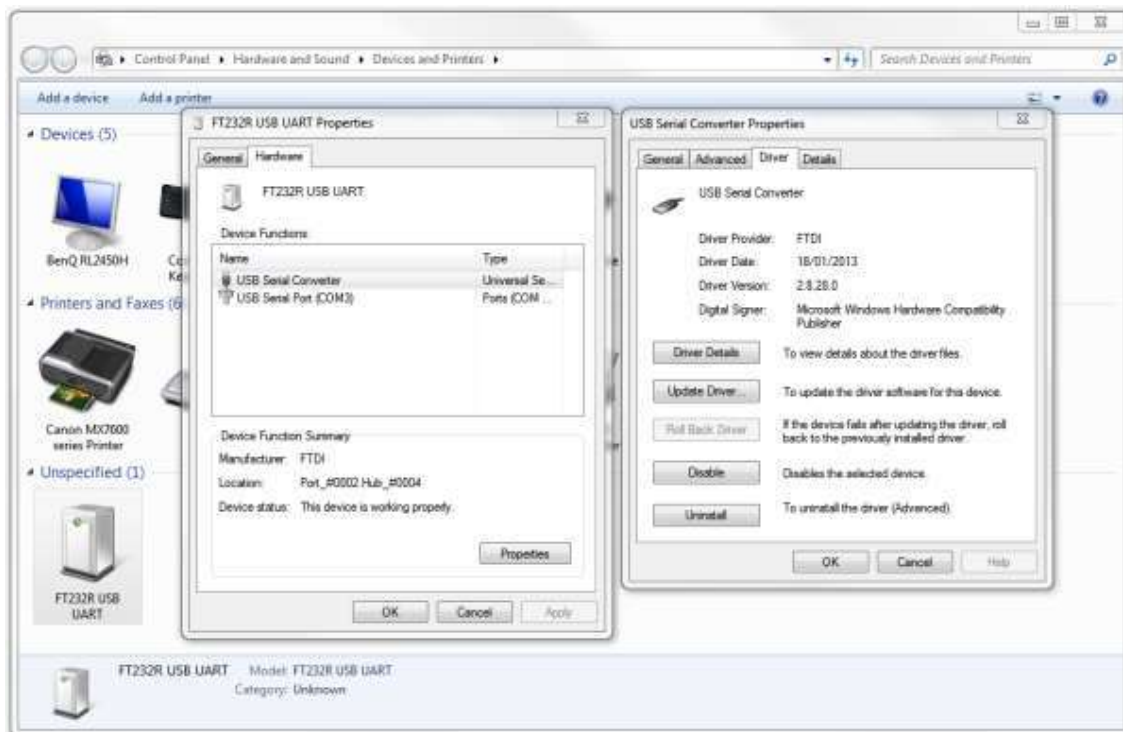 Control Panel ▸ Hardware and Sound ▸ Devices and Printers ▸
Search Devices and Printers
Add a device Add a printer
Devices (5)
BenQ RL2450H
Co
Ke
Printers and Faxes (6
Canon MX7600
series Printer
Unspecified (1)
FT232R USB
UART
FT232R USB UART Properties
General Hardware
FT232R USB UART
Device Functions:
Name Type
USB Serial Converter Universal Se...
USB Serial Port (COM3) Ports (COM ...
Device Function Summary
Manufacturer: FTDI
Location: Port_#0002.Hub_#0004
Device status: This device is working properly.
Properties
OK Cancel Apply
USB Serial Converter Properties
General Advanced Driver Details
USB Serial Converter
Driver Provider: FTDI
Driver Date: 18/01/2013
Driver Version: 2.8.28.0
Digital Signer: Microsoft Windows Hardware Compatibility
Publisher
Driver Details To view details about the driver files.
Update Driver... To update the driver software for this device.
Roll Back Driver If the device fails after updating the driver, roll
back to the previously installed driver.
Disable Disables the selected device.
Uninstall To uninstall the driver (Advanced).
OK Cancel Help
FT232R USB UART Model: FT232R USB UART
Category: Unknown